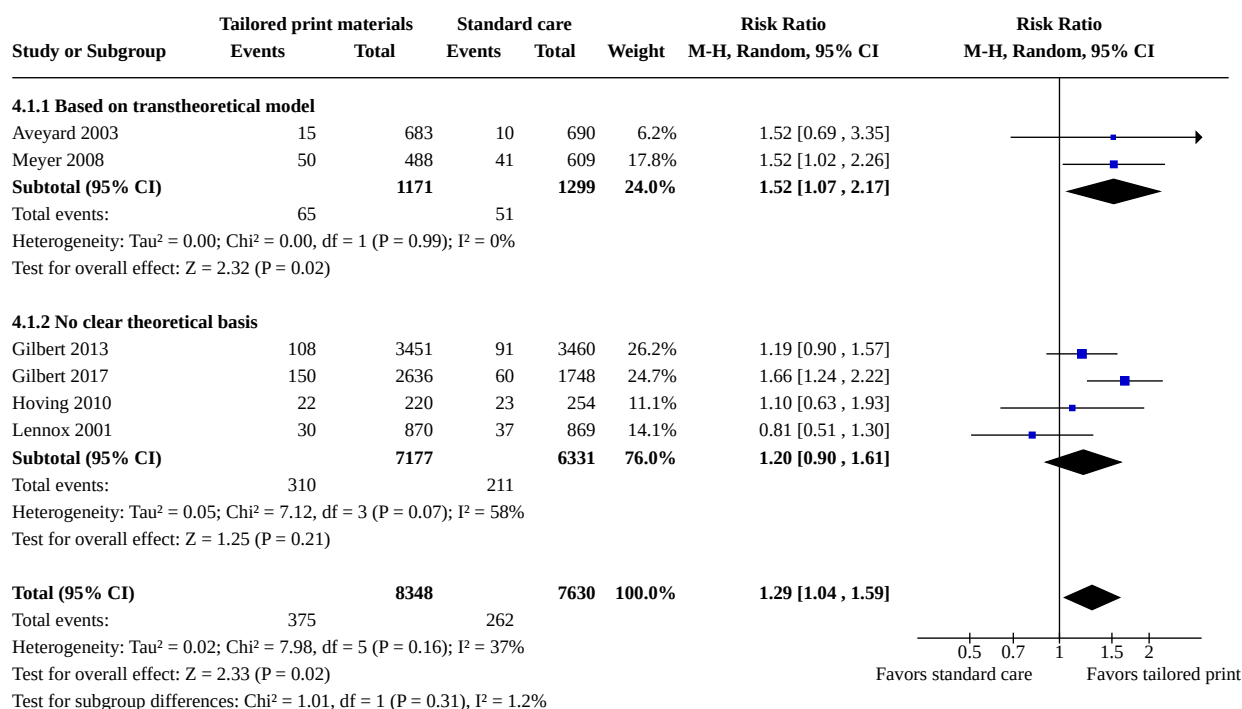 Tailored print materials Standard care Risk Ratio Risk Ratio
Study or Subgroup Events Total Events Total Weight M-H, Random, 95% CI M-H, Random, 95% CI
4.1.1 Based on transtheoretical model
Aveyard 2003 15 683 10 690 6.2% 1.52 [0.69 , 3.35]
Meyer 2008 50 488 41 609 17.8% 1.52 [1.02 , 2.26]
Subtotal (95% CI) 1171 1299 24.0% 1.52 [1.07 , 2.17]
Total events: 65 51
Heterogeneity: Tau² = 0.00; Chi² = 0.00, df = 1 (P = 0.99); I² = 0%
Test for overall effect: Z = 2.32 (P = 0.02)
4.1.2 No clear theoretical basis
Gilbert 2013 108 3451 91 3460 26.2% 1.19 [0.90 , 1.57]
Gilbert 2017 150 2636 60 1748 24.7% 1.66 [1.24 , 2.22]
Hoving 2010 22 220 23 254 11.1% 1.10 [0.63 , 1.93]
Lennox 2001 30 870 37 869 14.1% 0.81 [0.51 , 1.30]
Subtotal (95% CI) 7177 6331 76.0% 1.20 [0.90 , 1.61]
Total events: 310 211
Heterogeneity: Tau² = 0.05; Chi² = 7.12, df = 3 (P = 0.07); I² = 58%
Test for overall effect: Z = 1.25 (P = 0.21)
Total (95% CI) 8348 7630 100.0% 1.29 [1.04 , 1.59]
Total events: 375 262
Heterogeneity: Tau² = 0.02; Chi² = 7.98, df = 5 (P = 0.16); I² = 37%
0.5 0.7 1 1.5 2
Test for overall effect: Z = 2.33 (P = 0.02) Favors standard care Favors tailored print
Test for subgroup differences: Chi² = 1.01, df = 1 (P = 0.31), I² = 1.2%